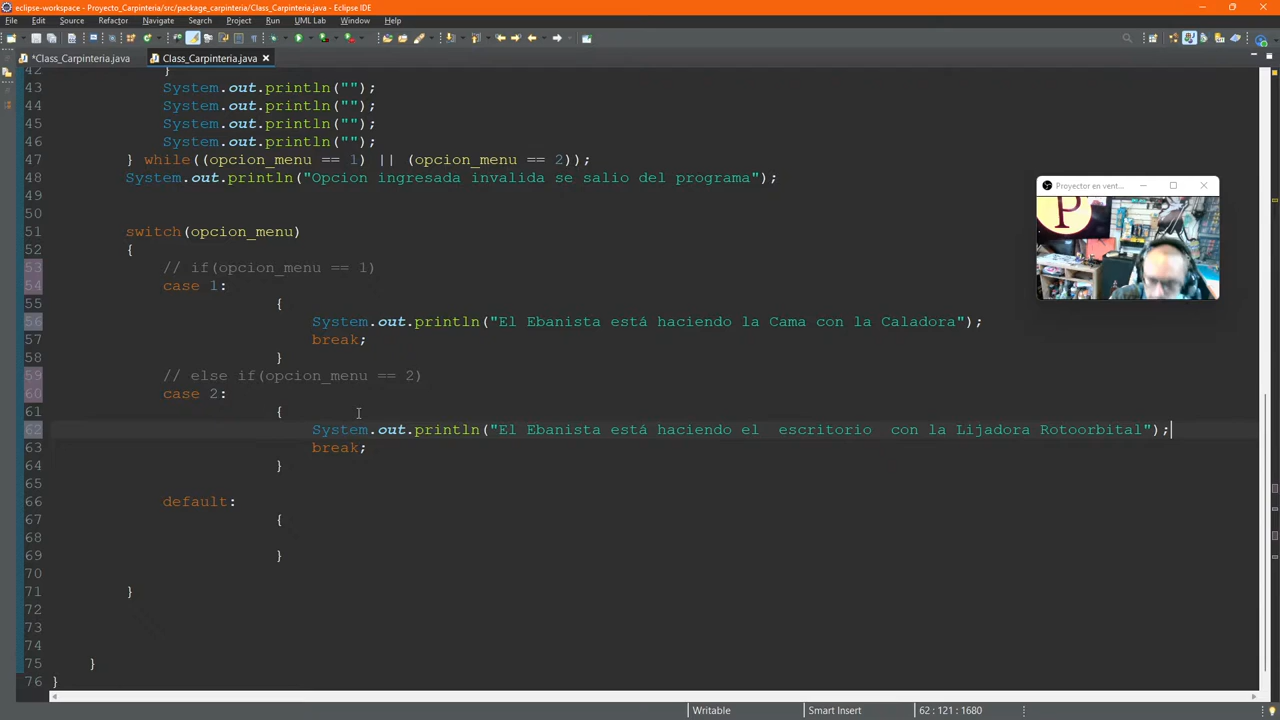 eclipse-workspace - Proyecto_Carpinteria/src/package_carpinteria/Class_Carpinteria.java - Eclipse IDE
File Edit Source Refactor Navigate Search Project Run UML Lab Window Help
*Class_Carpinteria.java Class_Carpinteria.java
42 }
43 System.out.println("");
44 System.out.println("");
45 System.out.println("");
46 System.out.println("");
47 } while((opcion_menu == 1) || (opcion_menu == 2));
48 System.out.println("Opcion ingresada invalida se salio del programa");
49
50
51 switch(opcion_menu)
52 {
53 // if(opcion_menu == 1)
54 case 1:
55 {
56 System.out.println("El Ebanista está haciendo la Cama con la Caladora");
57 break;
58 }
59 // else if(opcion_menu == 2)
60 case 2:
61 {
62 System.out.println("El Ebanista está haciendo el  escritorio  con la Lijadora Rotoorbital");
63 break;
64 }
65
66 default:
67 {
68
69 }
70
71 }
72
73
74
75 }
76 }
Proyector en vent...
P
Writable Smart Insert 62 : 121 : 1680